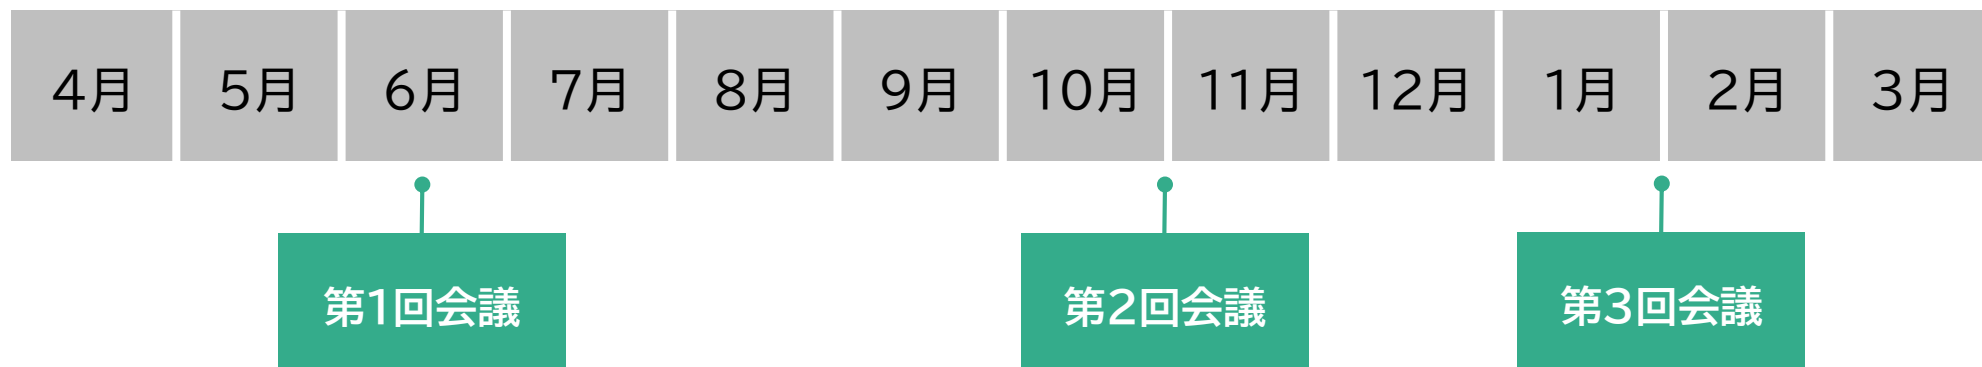 4月 5月 6月 7月 8月 9月 10月 11月 12月 1月 2月 3月
第1回会議 第2回会議 第3回会議